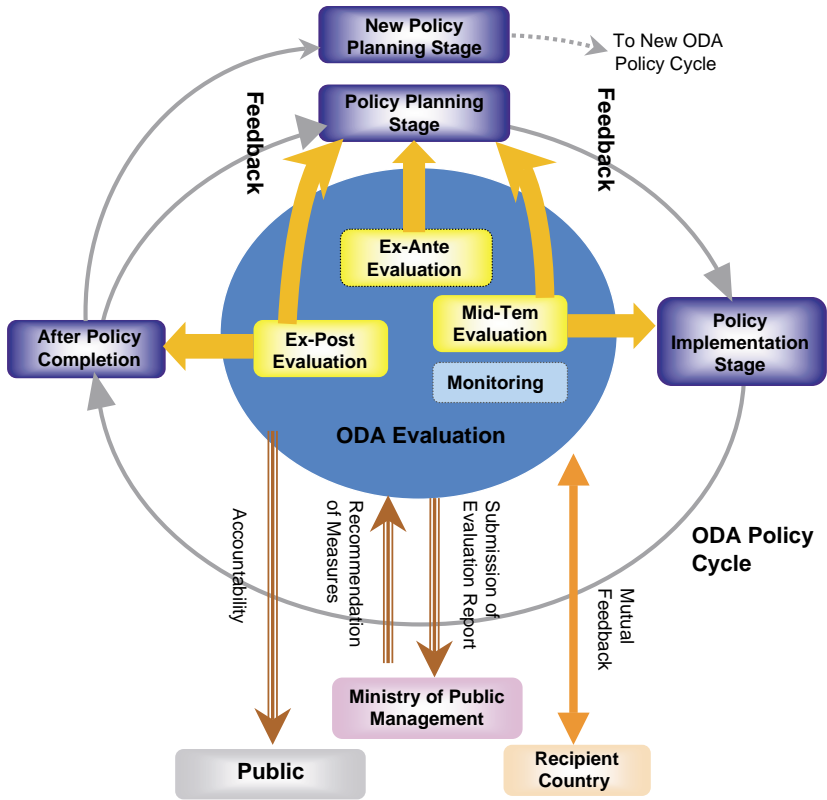 New Policy
Planning Stage
To New ODA
Policy Cycle
Feedback
Policy Planning
Stage
Feedback
Ex-Ante
Evaluation
After Policy
Completion
Ex-Post
Evaluation
Mid-Tem
Evaluation
Policy
Implementation
Stage
Monitoring
ODA Evaluation
Accountability
Recommendation
of Measures
Submission of
Evaluation Report
Mutual
Feedback
ODA Policy
Cycle
Ministry of Public
Management
Public
Recipient
Country